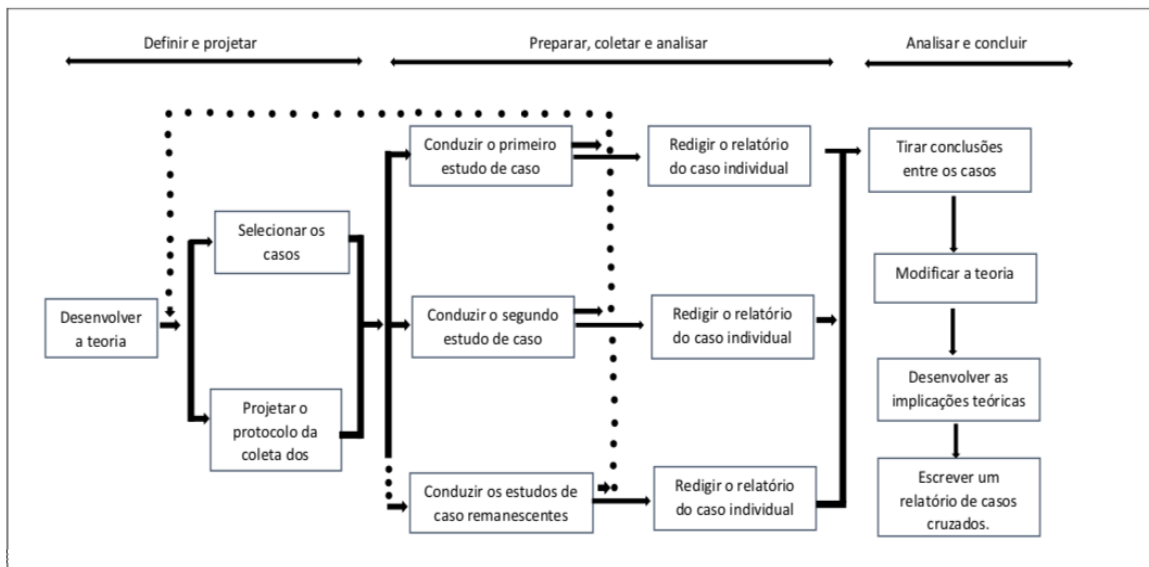 Definir e projetar
Preparar, coletar e analisar
Analisar e concluir
Desenvolver
a teoria
Selecionar os
casos
Projetar o
protocolo da
coleta dos
Conduzir o primeiro
estudo de caso
Redigir o relatório
do caso individual
Conduzir o segundo
estudo de caso
Redigir o relatório
do caso individual
Conduzir os estudos de
caso remanescentes
Redigir o relatório
do caso individual
Tirar conclusões
entre os casos
Modificar a teoria
Desenvolver as
implicações teóricas
Escrever um
relatório de casos
cruzados.